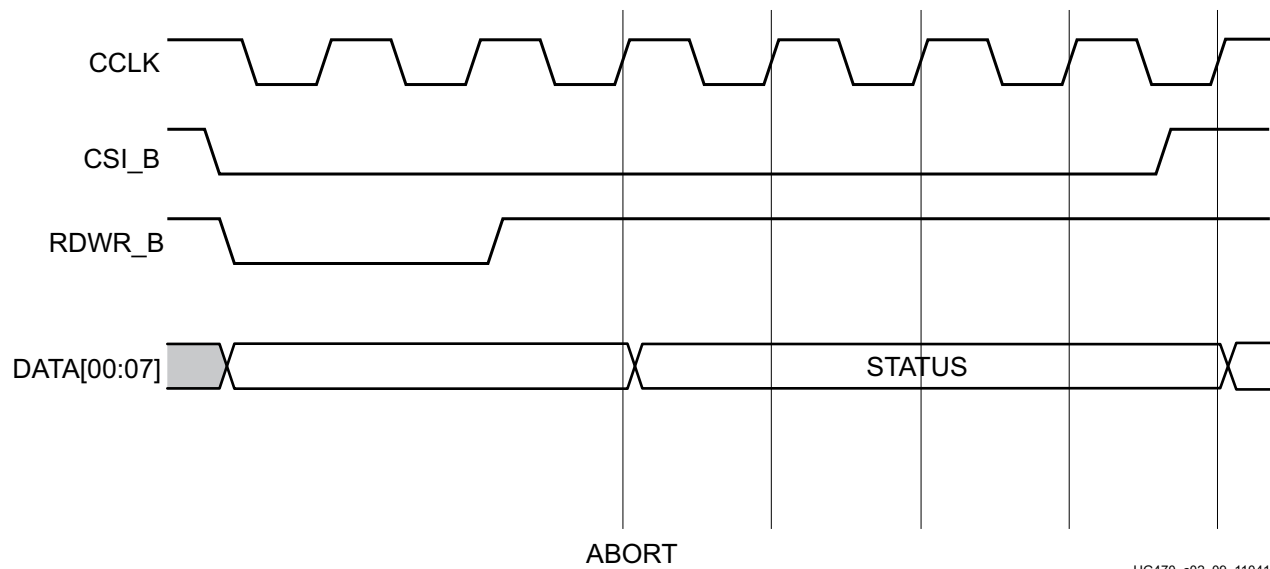 CCLK
CSI_B
RDWR_B
DATA[00:07]
STATUS
ABORT